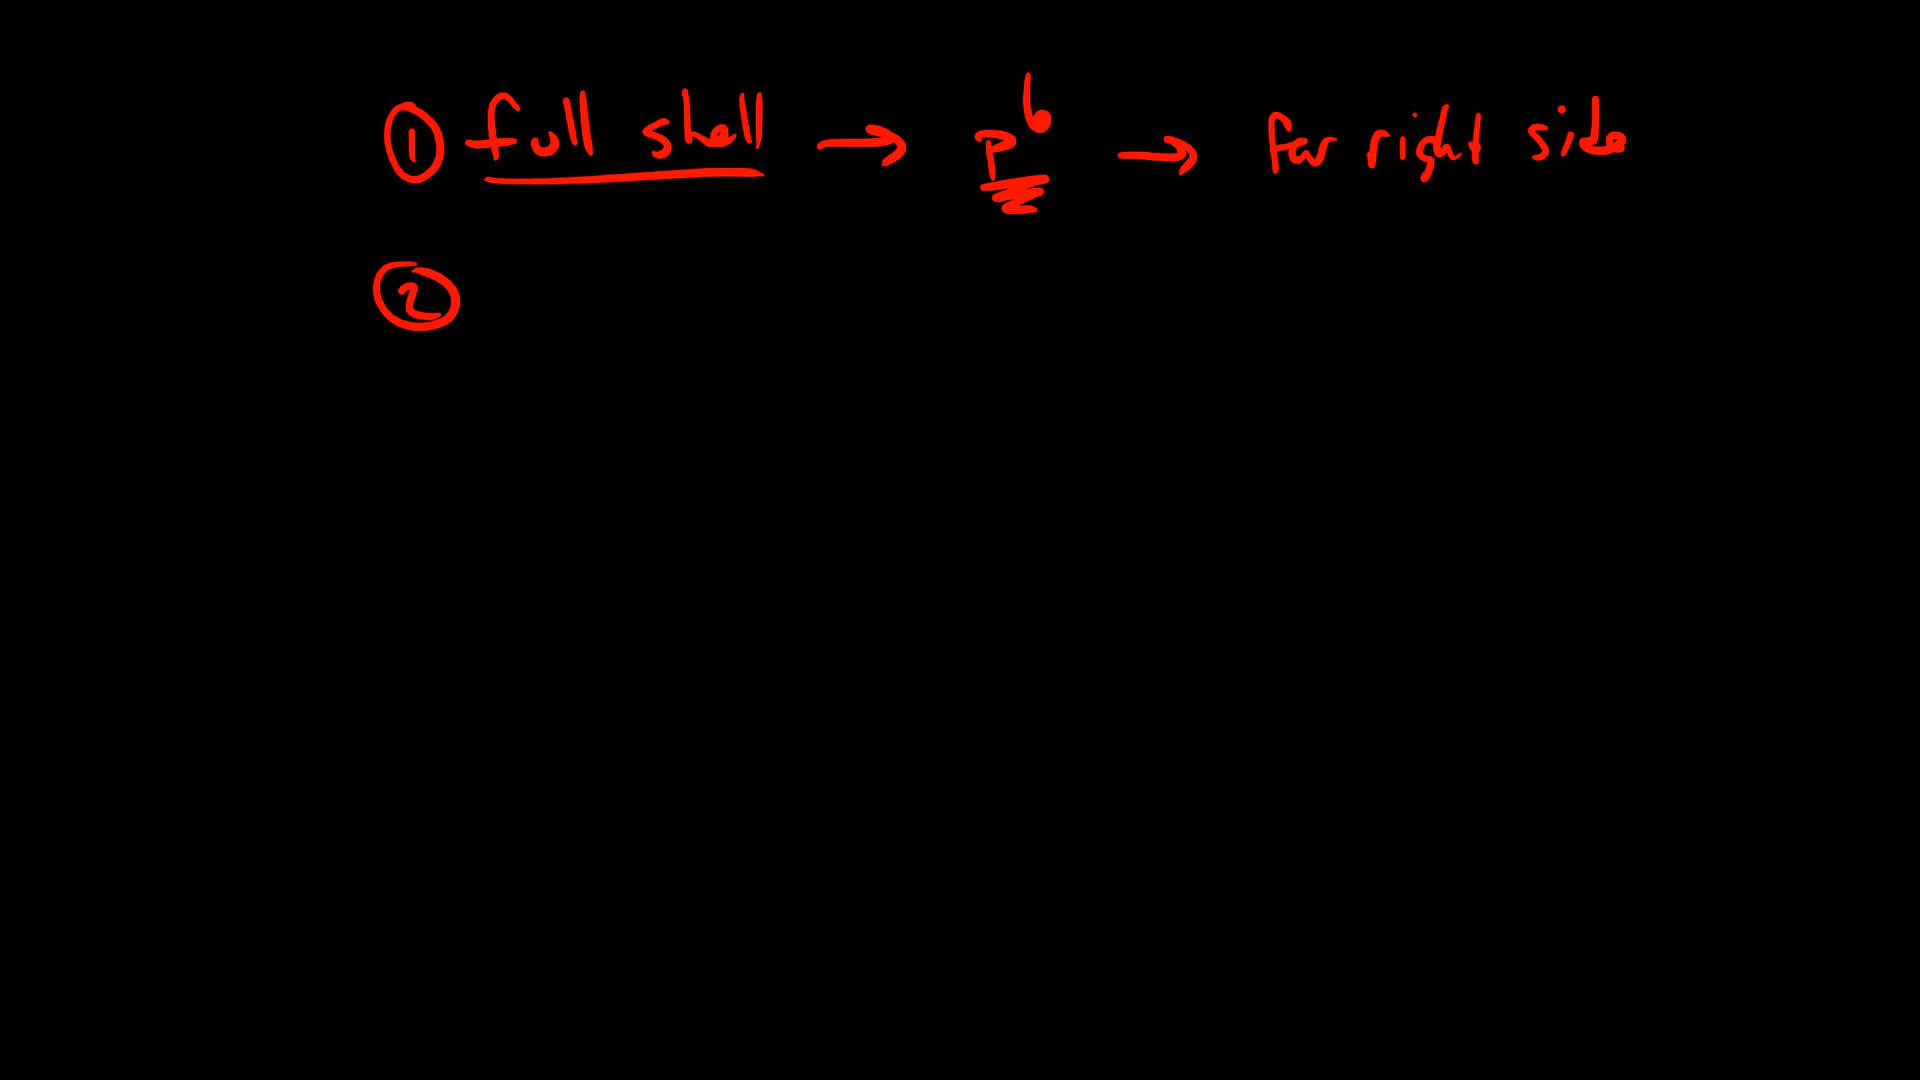 ① full shell → p⁶ → far right side
②